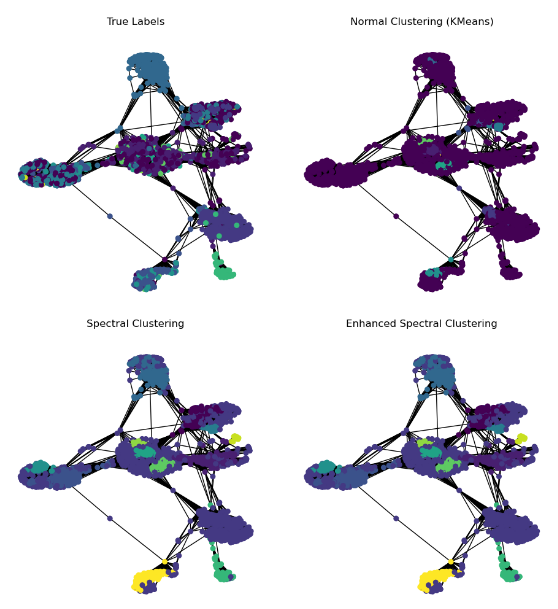 True Labels
Normal Clustering (KMeans)
Spectral Clustering
Enhanced Spectral Clustering